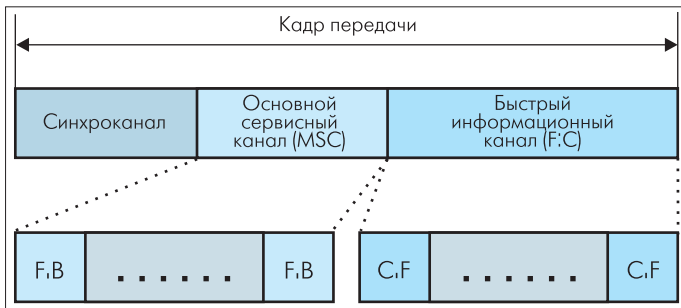 Кадр передачи
Синхроканал
Основной
сервисный
канал (MSC)
Быстрый
информационный
канал (F:C)
F,B
. . . . . .
F,B
C,F
. . . . . .
C,F